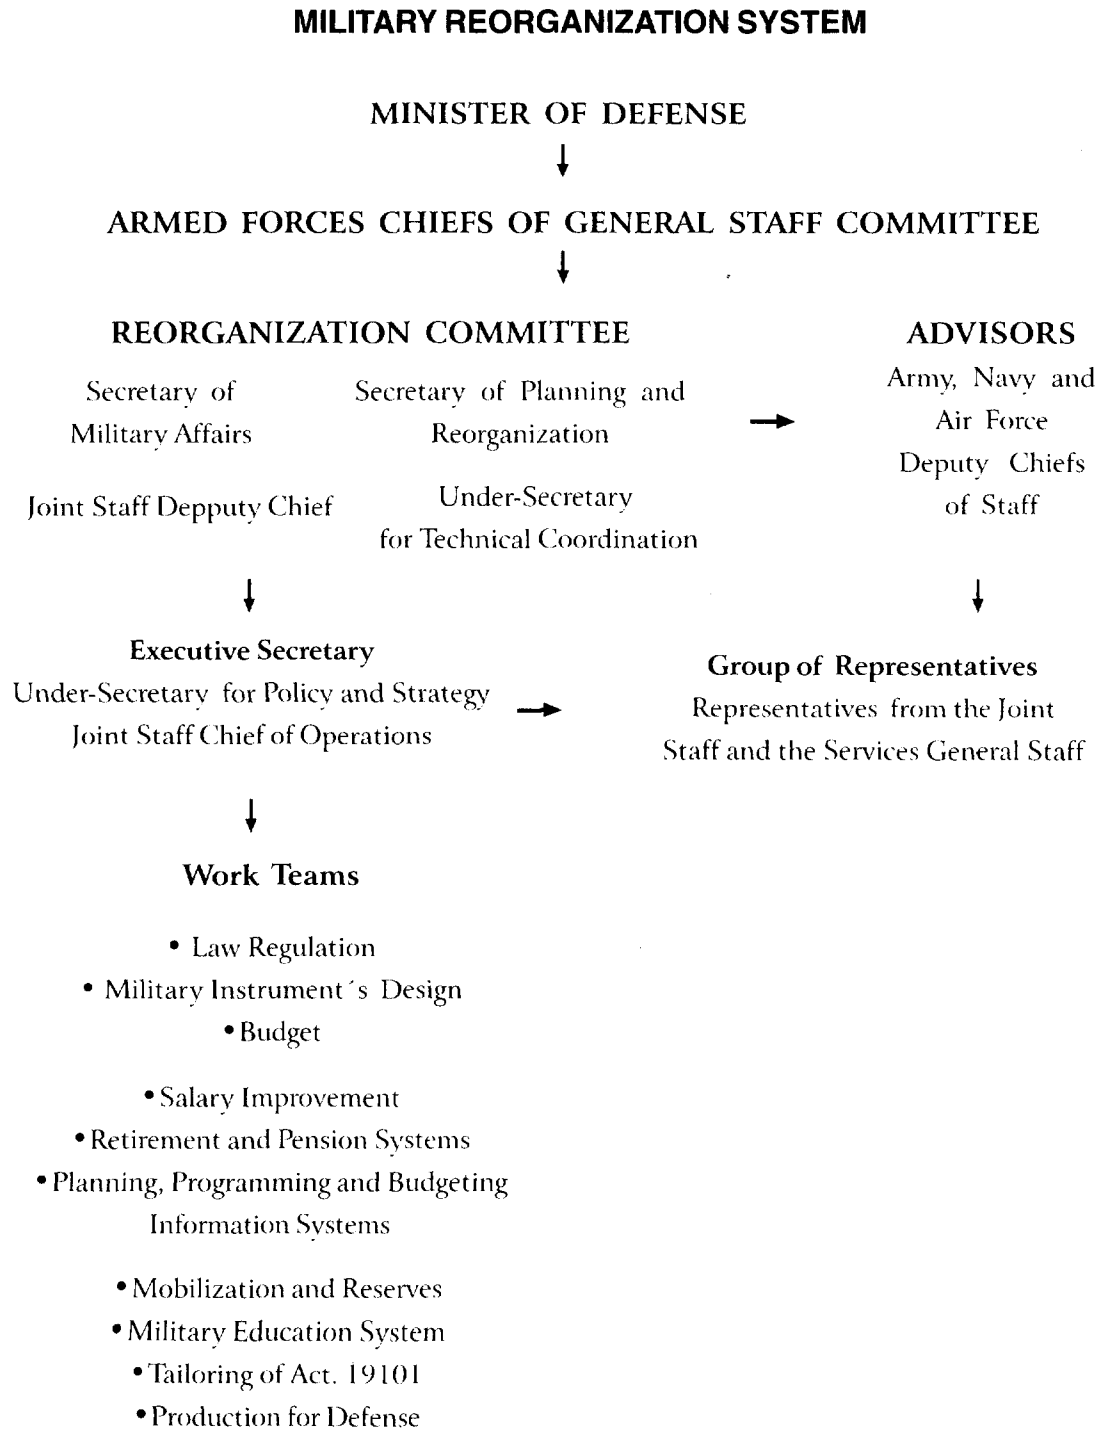 MILITARY REORGANIZATION SYSTEM
MINISTER OF DEFENSE
ARMED FORCES CHIEFS OF GENERAL STAFF COMMITTEE
REORGANIZATION COMMITTEE
Secretary of
Military Affairs
Joint Staff Depputy Chief
Secretary of Planning and
Reorganization
Under-Secretary
for Technical Coordination
ADVISORS
Army, Navy and
Air Force
Deputy Chiefs
of Staff
Executive Secretary
Under-Secretary for Policy and Strategy
Joint Staff Chief of Operations
Group of Representatives
Representatives from the Joint
Staff and the Services General Staff
Work Teams
• Law Regulation
• Military Instrument´s Design
• Budget
• Salary Improvement
• Retirement and Pension Systems
• Planning, Programming and Budgeting
Information Systems
• Mobilization and Reserves
• Military Education System
• Tailoring of Act. 19101
• Production for Defense